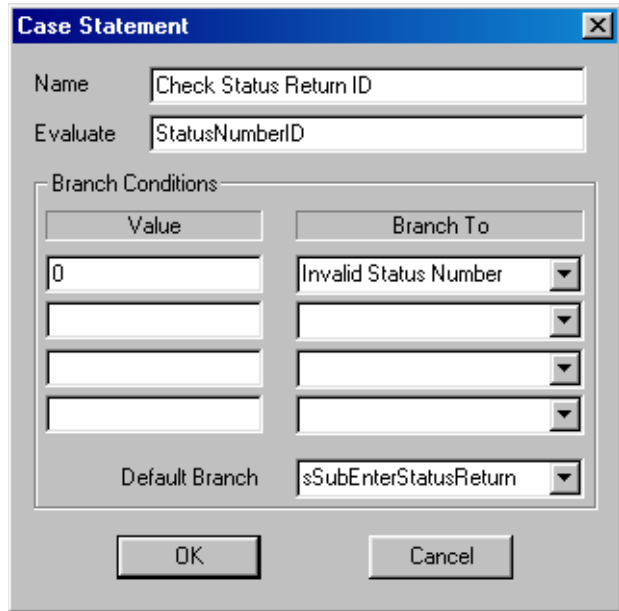 Case Statement
Name Check Status Return ID
Evaluate StatusNumberID
Branch Conditions
Value Branch To
0 Invalid Status Number
Default Branch sSubEnterStatusReturn
OK Cancel